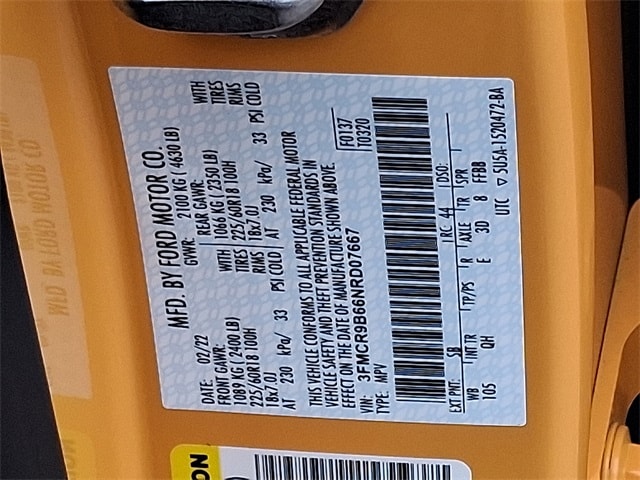 MFD. BY FORD MOTOR CO.
DATE: 02/22 GVWR: 2100 KG ( 4630 LB)
FRONT GAWR: REAR GAWR:
1089 KG ( 2400 LB) WITH 1066 KG ( 2350 LB) WITH
225/60R18 100H TIRES 225/60R18 100H TIRES
18x7.0J RIMS 18x7.0J RIMS
AT 230 kPa/ 33 PSI COLD AT 230 kPa/ 33 PSI COLD
THIS VEHICLE CONFORMS TO ALL APPLICABLE FEDERAL MOTOR
VEHICLE SAFETY AND THEFT PREVENTION STANDARDS IN
EFFECT ON THE DATE OF MANUFACTURE SHOWN ABOVE.
VIN: 3FMCR9B66NRD07667
TYPE: MPV
F0137
T0320
EXT PNT: SB RC: 44 DSO:
WB INT TR TP/PS R AXLE TR SPR
105 QH E 3D 8 FFBB
UTC ▽5U5A-1520472-BA
ION